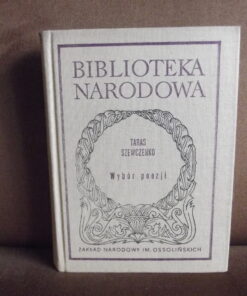 BIBLIOTEKA
NARODOWA
TARAS
SZEWCZENKO
Wybór poezji
ZAKŁAD NARODOWY IM. OSSOLIŃSKICH